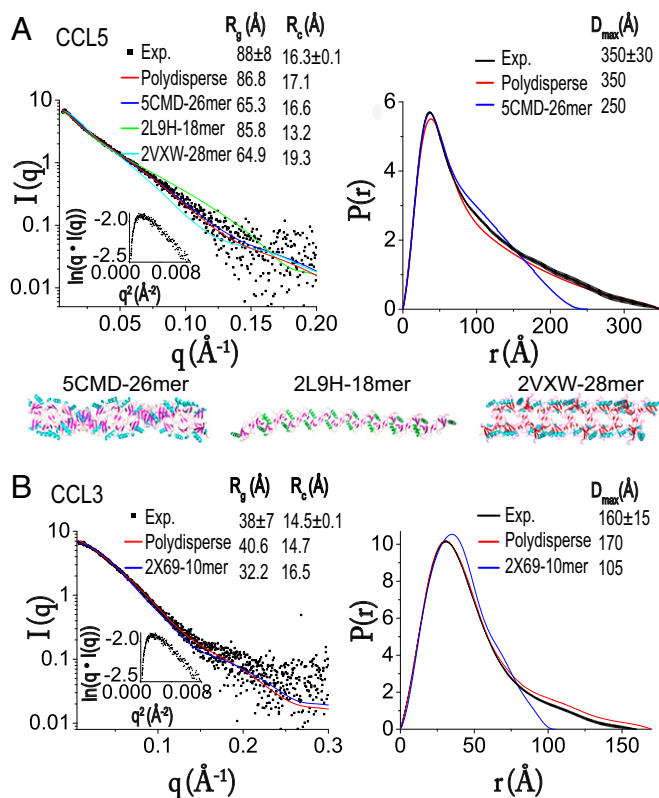 A CCL5
Rg(Å) Rc(Å)
Exp. 88±8 16.3±0.1
Polydisperse 86.8 17.1
5CMD-26mer 65.3 16.6
2L9H-18mer 85.8 13.2
2VXW-28mer 64.9 19.3
I(q)
10
1
0.1
0.01
ln(q • I(q))
-2.0
-2.5
0.000 0.008
q² (Å-²)
0.05 0.10 0.15 0.20
q (Å-¹)
Dmax(Å)
Exp. 350±30
Polydisperse 350
5CMD-26mer 250
P(r)
6
4
2
0
0 100 200 300
r (Å)
5CMD-26mer 2L9H-18mer 2VXW-28mer
B CCL3
Rg(Å) Rc(Å)
Exp. 38±7 14.5±0.1
Polydisperse 40.6 14.7
2X69-10mer 32.2 16.5
I(q)
10
1
0.1
0.01
ln(q • I(q))
-2.0
-2.5
0.000 0.008
q² (Å-²)
0.1 0.2 0.3
q (Å-¹)
Dmax(Å)
Exp. 160±15
Polydisperse 170
2X69-10mer 105
P(r)
10
8
6
4
2
0
0 50 100 150
r (Å)